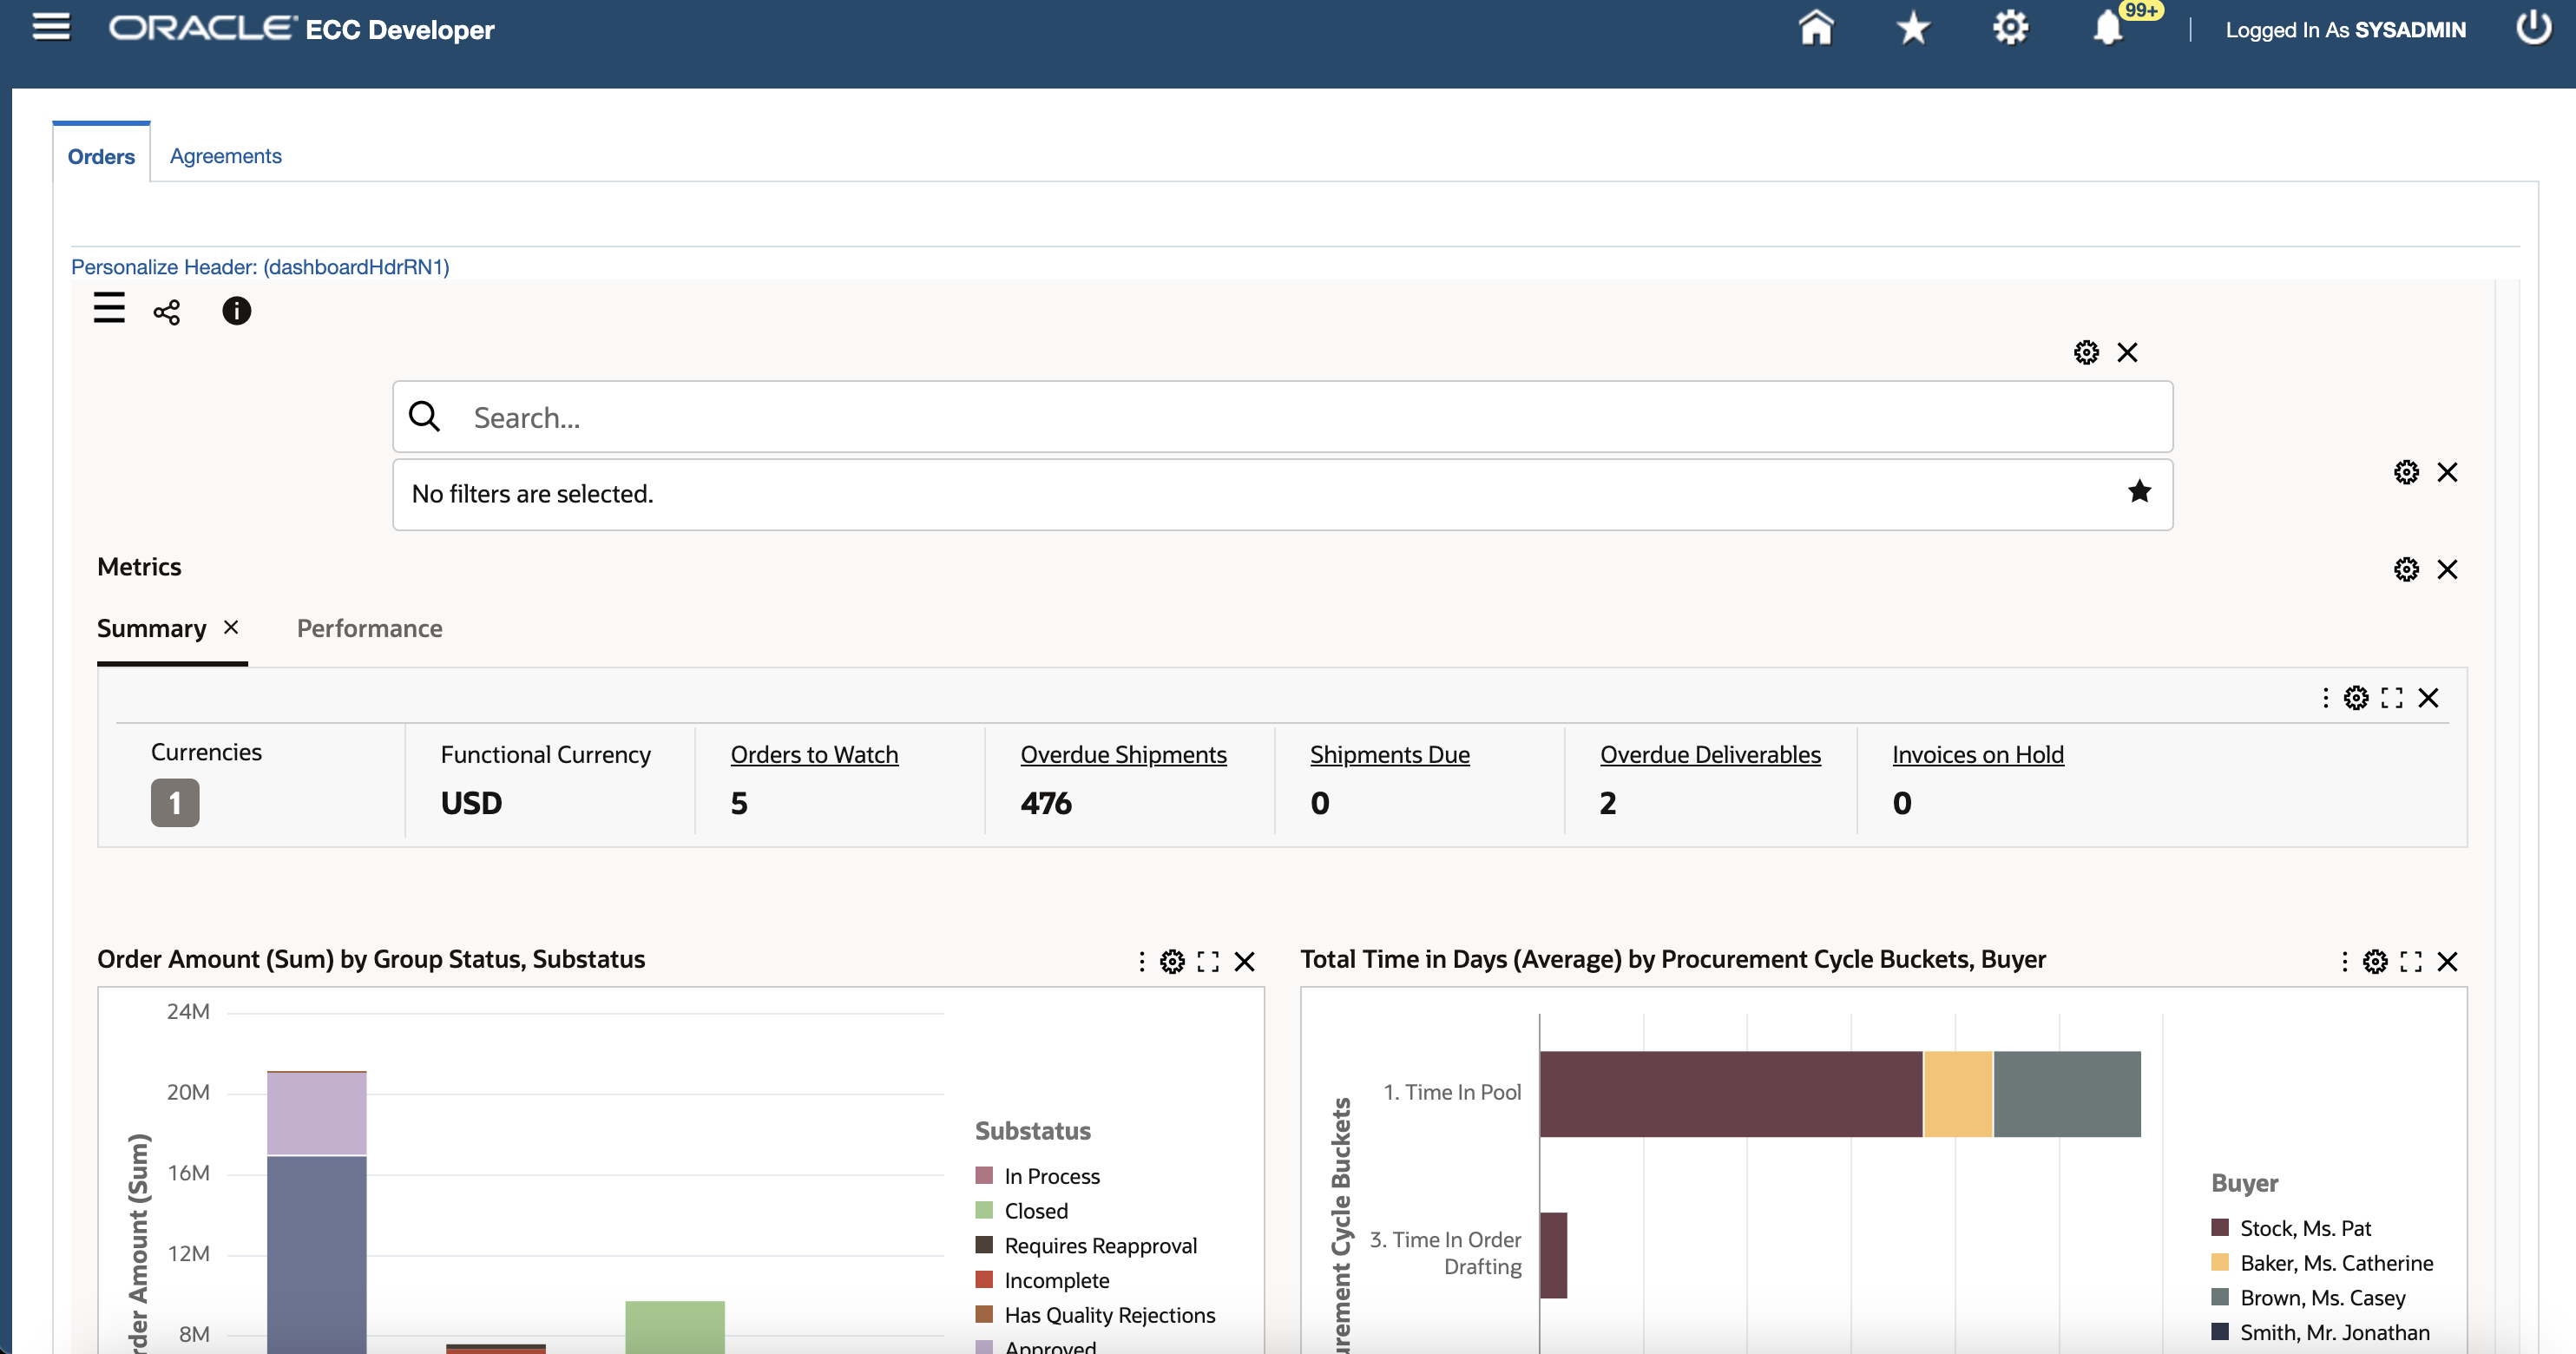 ORACLE ECC Developer
99+
Logged In As SYSADMIN
Orders
Agreements
Personalize Header: (dashboardHdrRN1)
Search...
No filters are selected.
Metrics
Summary
Performance
Currencies
1
Functional Currency
USD
Orders to Watch
5
Overdue Shipments
476
Shipments Due
0
Overdue Deliverables
2
Invoices on Hold
0
Order Amount (Sum) by Group Status, Substatus
24M
20M
16M
12M
8M
rder Amount (Sum)
Substatus
In Process
Closed
Requires Reapproval
Incomplete
Has Quality Rejections
Approved
Total Time in Days (Average) by Procurement Cycle Buckets, Buyer
urement Cycle Buckets
1. Time In Pool
3. Time In Order
Drafting
Buyer
Stock, Ms. Pat
Baker, Ms. Catherine
Brown, Ms. Casey
Smith, Mr. Jonathan